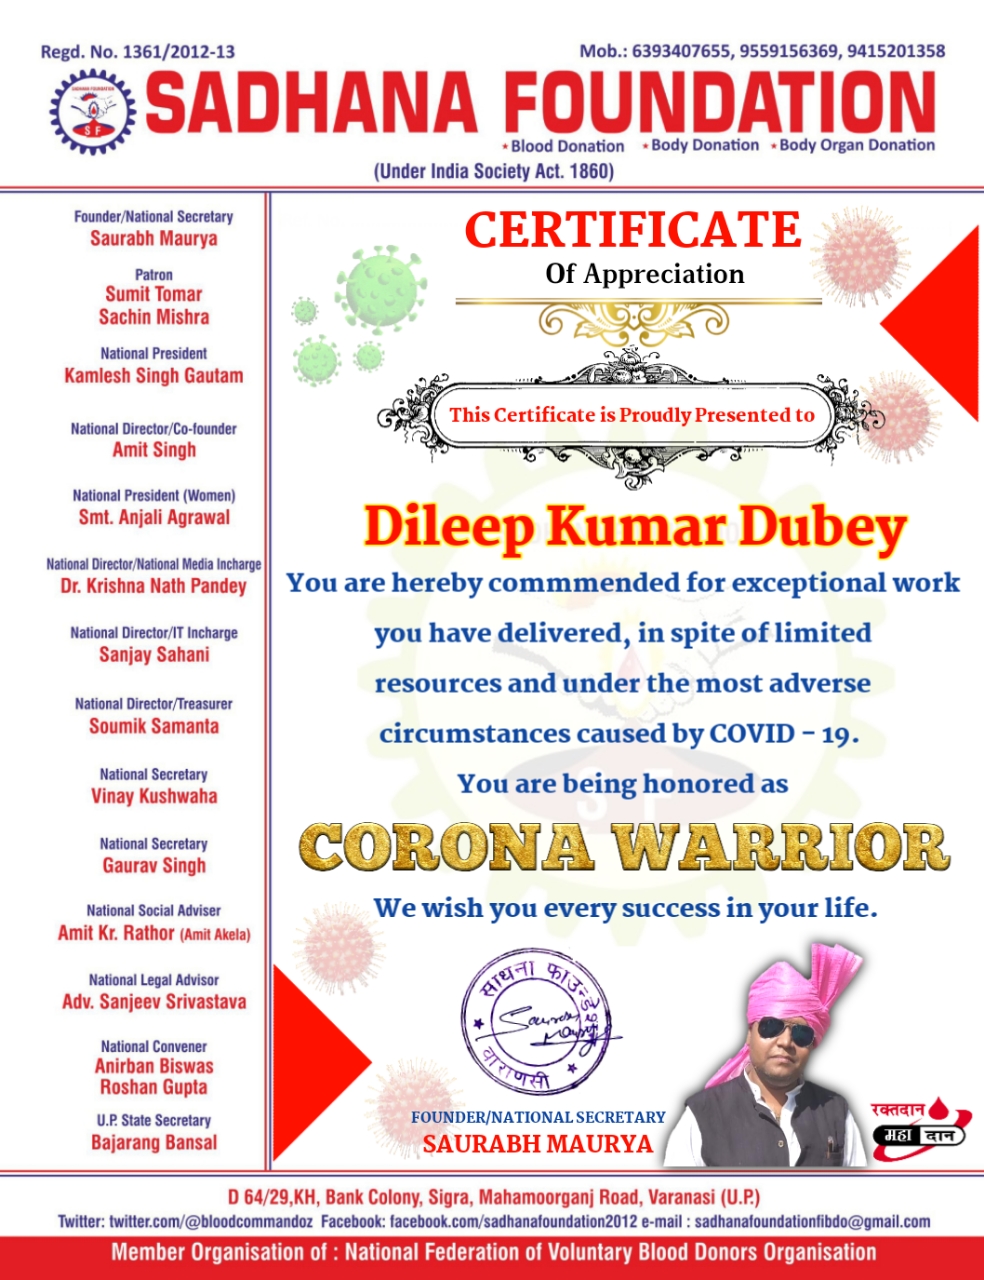 Regd. No. 1361/2012-13
Mob.: 6393407655, 9559156369, 9415201358
SADHANA FOUNDATION
SADHANA FOUNDATION
S F
★Blood Donation ★Body Donation ★Body Organ Donation
(Under India Society Act. 1860)
Founder/National Secretary
Saurabh Maurya
Patron
Sumit Tomar
Sachin Mishra
National President
Kamlesh Singh Gautam
National Director/Co-founder
Amit Singh
National President (Women)
Smt. Anjali Agrawal
National Director/National Media Incharge
Dr. Krishna Nath Pandey
National Director/IT Incharge
Sanjay Sahani
National Director/Treasurer
Soumik Samanta
National Secretary
Vinay Kushwaha
National Secretary
Gaurav Singh
National Social Adviser
Amit Kr. Rathor (Amit Akela)
National Legal Advisor
Adv. Sanjeev Srivastava
National Convener
Anirban Biswas
Roshan Gupta
U.P. State Secretary
Bajarang Bansal
CERTIFICATE
Of Appreciation
This Certificate is Proudly Presented to
Dileep Kumar Dubey
You are hereby commmended for exceptional work
you have delivered, in spite of limited
resources and under the most adverse
circumstances caused by COVID - 19.
You are being honored as
S F
CORONA WARRIOR
We wish you every success in your life.
साधना फाउन्डेशन
Saurabh Maurya
वाराणसी
FOUNDER/NATIONAL SECRETARY
SAURABH MAURYA
रक्तदान
महा दान
D 64/29,KH, Bank Colony, Sigra, Mahamoorganj Road, Varanasi (U.P.)
Twitter: twitter.com/@bloodcommandoz Facebook: facebook.com/sadhanafoundation2012 e-mail : sadhanafoundationfibdo@gmail.com
Member Organisation of : National Federation of Voluntary Blood Donors Organisation